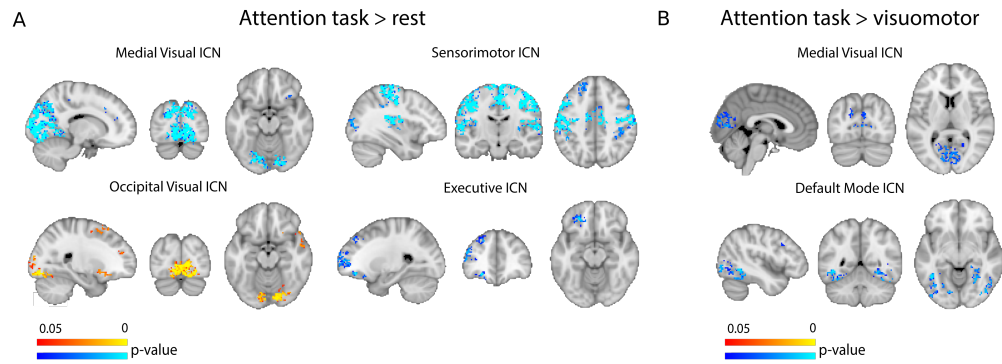 A
Attention task > rest
Medial Visual ICN
Sensorimotor ICN
Occipital Visual ICN
Executive ICN
0.05 0
p-value
B
Attention task > visuomotor
Medial Visual ICN
Default Mode ICN
0.05 0
p-value